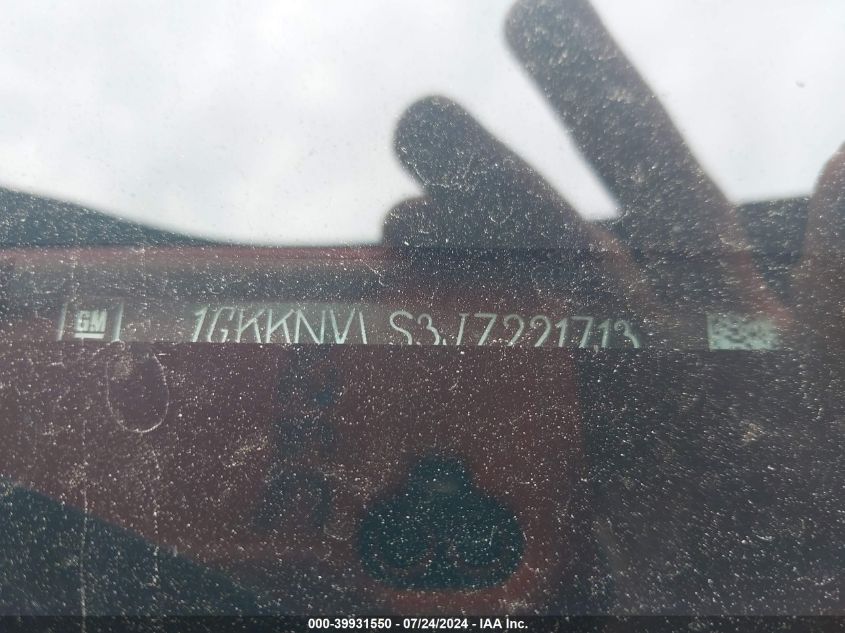 GM 1GKKNVLS3JZ221713
000-39931550 - 07/24/2024 - IAA Inc.